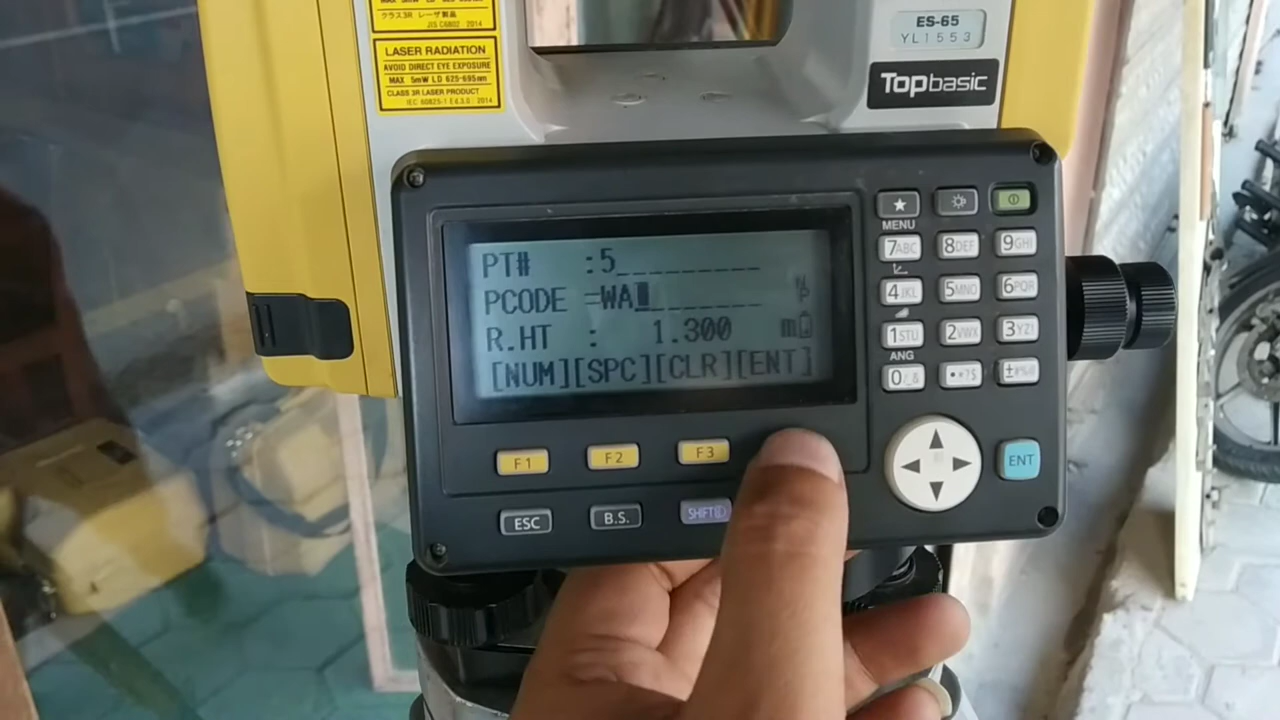 クラス3R レーザ製品
JIS C6802 2014
LASER RADIATION
AVOID DIRECT EYE EXPOSURE
MAX 5mW LD 625-695nm
CLASS 3R LASER PRODUCT
IEC 60825-1 Ed.3.0 : 2014
ES-65
YL1553
Topbasic
PT# :5
PCODE =WA
R.HT : 1.300 m
[NUM][SPC][CLR][ENT]
MENU
7ABC 8DEF 9GHI
4JKL 5MNO 6PQR
1STU 2VWX 3YZ!
ANG
0/_& •*?$ ±#%@
F1 F2 F3
ENT
ESC B.S. SHIFT